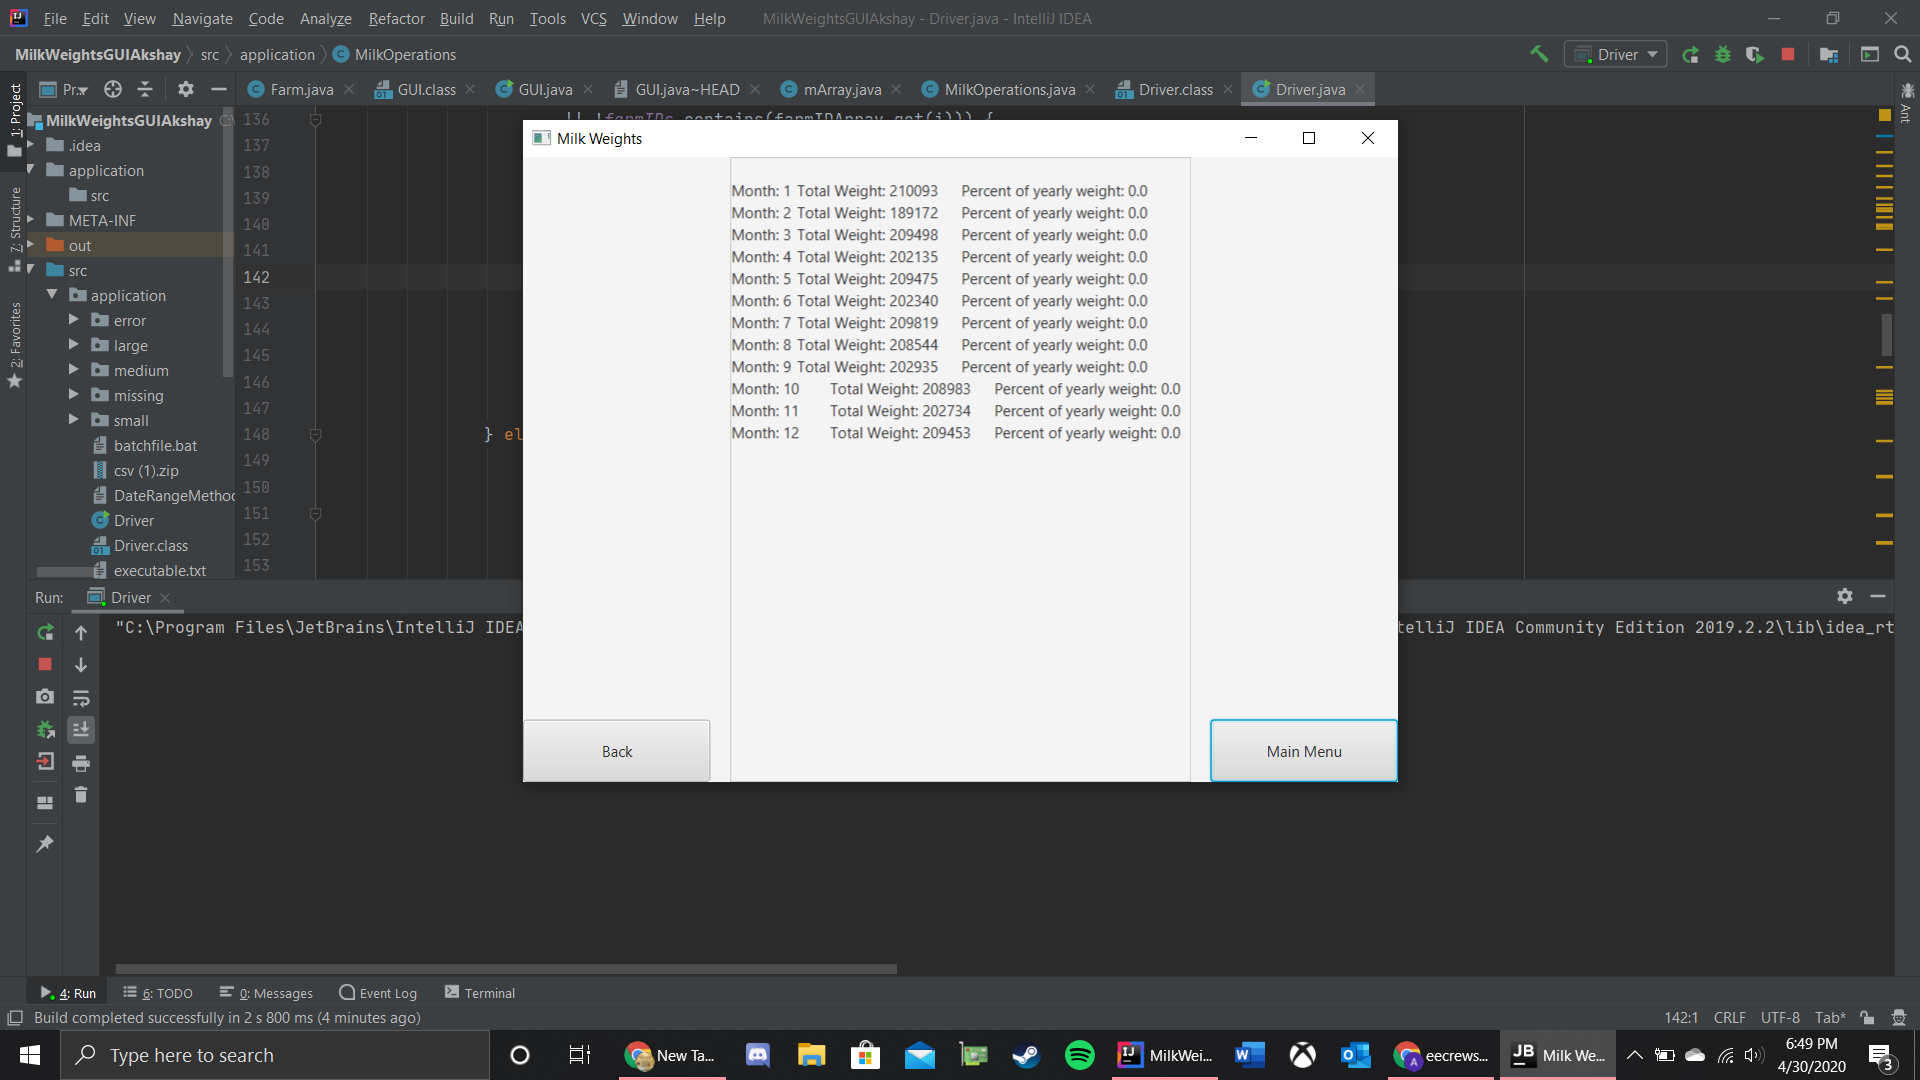 File Edit View Navigate Code Analyze Refactor Build Run Tools VCS Window Help MilkWeightsGUIAkshay - Driver.java - IntelliJ IDEA
MilkWeightsGUIAkshay src application MilkOperations Driver
1: Project
7: Structure
2: Favorites
Ant
Pr... Farm.java GUI.class GUI.java GUI.java~HEAD mArray.java MilkOperations.java Driver.class Driver.java
MilkWeightsGUIAkshay
.idea
application
src
META-INF
out
src
application
error
large
medium
missing
small
batchfile.bat
csv (1).zip
DateRangeMethod
Driver
Driver.class
executable.txt
136 || !farmIDs.contains(farmIDArray.get(i))) {
137
138
139
140
141
142
143
144
145
146
147
148 } el
149
150
151
152
153
Milk Weights
Month: 1 Total Weight: 210093 Percent of yearly weight: 0.0
Month: 2 Total Weight: 189172 Percent of yearly weight: 0.0
Month: 3 Total Weight: 209498 Percent of yearly weight: 0.0
Month: 4 Total Weight: 202135 Percent of yearly weight: 0.0
Month: 5 Total Weight: 209475 Percent of yearly weight: 0.0
Month: 6 Total Weight: 202340 Percent of yearly weight: 0.0
Month: 7 Total Weight: 209819 Percent of yearly weight: 0.0
Month: 8 Total Weight: 208544 Percent of yearly weight: 0.0
Month: 9 Total Weight: 202935 Percent of yearly weight: 0.0
Month: 10 Total Weight: 208983 Percent of yearly weight: 0.0
Month: 11 Total Weight: 202734 Percent of yearly weight: 0.0
Month: 12 Total Weight: 209453 Percent of yearly weight: 0.0
Back
Main Menu
Run: Driver
"C:\Program Files\JetBrains\IntelliJ IDEA telliJ IDEA Community Edition 2019.2.2\lib\idea_rt
4: Run 6: TODO 0: Messages Event Log Terminal
Build completed successfully in 2 s 800 ms (4 minutes ago) 142:1 CRLF UTF-8 Tab*
Type here to search New Ta... MilkWei... eecrews... Milk We...
6:49 PM
4/30/2020
3